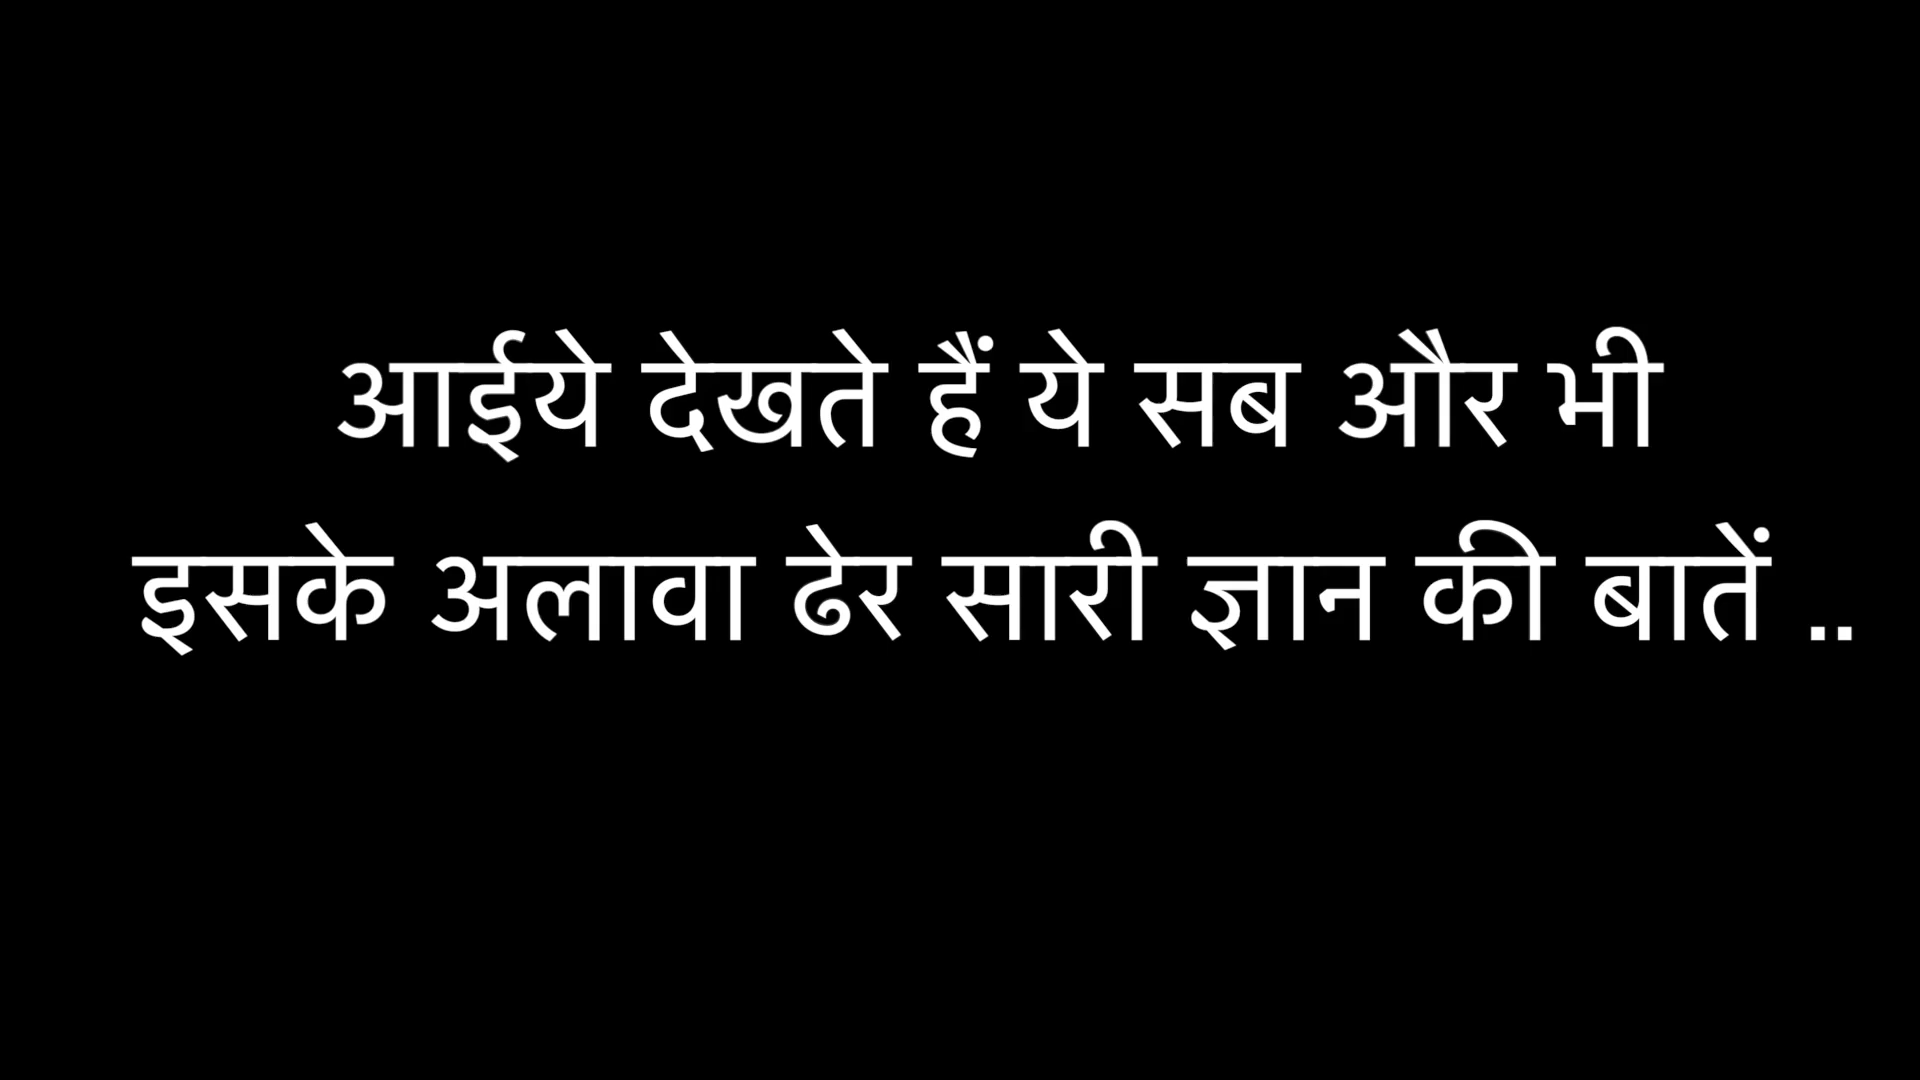 आईये देखते हैं ये सब और भी
इसके अलावा ढेर सारी ज्ञान की बातें ..